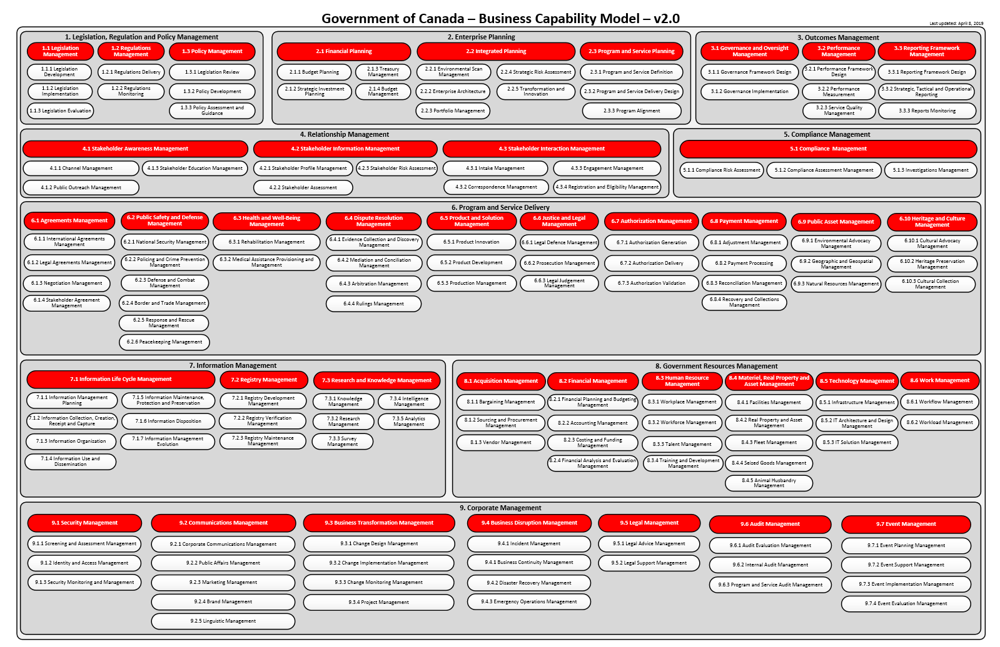 Government of Canada – Business Capability Model – v2.0
Last updated: April 8, 2019
1. Legislation, Regulation and Policy Management
1.1 Legislation
Management
1.1.1 Legislation
Development
1.1.2 Legislation
Implementation
1.1.3 Legislation Evaluation
1.2 Regulations
Management
1.2.1 Regulations Delivery
1.2.2 Regulations
Monitoring
1.3 Policy Management
1.3.1 Legislation Review
1.3.2 Policy Development
1.3.3 Policy Assessment and
Guidance
2. Enterprise Planning
2.1 Financial Planning
2.1.1 Budget Planning
2.1.2 Strategic Investment
Planning
2.1.3 Treasury
Management
2.1.4 Budget
Management
2.2 Integrated Planning
2.2.1 Environmental Scan
Management
2.2.2 Enterprise Architecture
2.2.3 Portfolio Management
2.2.4 Strategic Risk Assessment
2.2.5 Transformation and
Innovation
2.3 Program and Service Planning
2.3.1 Program and Service Definition
2.3.2 Program and Service Delivery Design
2.3.3 Program Alignment
3. Outcomes Management
3.1 Governance and Oversight
Management
3.1.1 Governance Framework Design
3.1.2 Governance Implementation
3.2 Performance
Management
3.2.1 Performance Framework
Design
3.2.2 Performance
Measurement
3.2.3 Service Quality
Management
3.3 Reporting Framework
Management
3.3.1 Reporting Framework Design
3.3.2 Strategic, Tactical and Operational
Reporting
3.3.3 Reports Monitoring
4. Relationship Management
4.1 Stakeholder Awareness Management
4.1.1 Channel Management
4.1.2 Public Outreach Management
4.1.3 Stakeholder Education Management
4.2 Stakeholder Information Management
4.2.1 Stakeholder Profile Management
4.2.2 Stakeholder Assessment
4.2.3 Stakeholder Risk Assessment
4.3 Stakeholder Interaction Management
4.3.1 Intake Management
4.3.2 Correspondence Management
4.3.3 Engagement Management
4.3.4 Registration and Eligibility Management
5. Compliance Management
5.1 Compliance  Management
5.1.1 Compliance Risk Assessment
5.1.2 Compliance Assessment Management
5.1.3 Investigations Management
6. Program and Service Delivery
6.1 Agreements Management
6.1.1 International Agreements
Management
6.1.2 Legal Agreements Management
6.1.3 Negotiation Management
6.1.4 Stakeholder Agreement
Management
6.2 Public Safety and Defense
Management
6.2.1 National Security Management
6.2.2 Policing and Crime Prevention
Management
6.2.3 Defense and Combat
Management
6.2.4 Border and Trade Management
6.2.5 Response and Rescue
Management
6.2.6 Peacekeeping Management
6.3 Health and Well-Being
Management
6.3.1 Rehabilitation Management
6.3.2 Medical Assistance Provisioning and
Management
6.4 Dispute Resolution
Management
6.4.1 Evidence Collection and Discovery
Management
6.4.2 Mediation and Conciliation
Management
6.4.3 Arbitration Management
6.4.4 Rulings Management
6.5 Product and Solution
Management
6.5.1 Product Innovation
6.5.2 Product Development
6.5.3 Production Management
6.6 Justice and Legal
Management
6.6.1 Legal Defence Management
6.6.2 Prosecution Management
6.6.3 Legal Judgement
Management
6.7 Authorization Management
6.7.1 Authorization Generation
6.7.2 Authorization Delivery
6.7.3 Authorization Validation
6.8 Payment Management
6.8.1 Adjustment Management
6.8.2 Payment Processing
6.8.3 Reconciliation Management
6.8.4 Recovery and Collections
Management
6.9 Public Asset Management
6.9.1 Environmental Advocacy
Management
6.9.2 Geographic and Geospatial
Management
6.9.3 Natural Resources Management
6.10 Heritage and Culture
Management
6.10.1 Cultural Advocacy
Management
6.10.2 Heritage Preservation
Management
6.10.3 Cultural Collection
Management
7. Information Management
7.1 Information Life Cycle Management
7.1.1 Information Management
Planning
7.1.2 Information Collection, Creation,
Receipt and Capture
7.1.3 Information Organization
7.1.4 Information Use and
Dissemination
7.1.5 Information Maintenance,
Protection and Preservation
7.1.6 Information Disposition
7.1.7 Information Management
Evolution
7.2 Registry Management
7.2.1 Registry Development
Management
7.2.2 Registry Verification
Management
7.2.3 Registry Maintenance
Management
7.3 Research and Knowledge Management
7.3.1 Knowledge
Management
7.3.2 Research
Management
7.3.3 Survey
Management
7.3.4 Intelligence
Management
7.3.5 Analytics
Management
8. Government Resources Management
8.1 Acquisition Management
8.1.1 Bargaining Management
8.1.2 Sourcing and Procurement
Management
8.1.3 Vendor Management
8.2 Financial Management
8.2.1 Financial Planning and Budgeting
Management
8.2.2 Accounting Management
8.2.3 Costing and Funding
Management
8.2.4 Financial Analysis and Evaluation
Management
8.3 Human Resource
Management
8.3.1 Workplace Management
8.3.2 Workforce Management
8.3.3 Talent Management
8.3.4 Training and Development
Management
8.4 Materiel, Real Property and
Asset Management
8.4.1 Facilities Management
8.4.2 Real Property and Asset
Management
8.4.3 Fleet Management
8.4.4 Seized Goods Management
8.4.5 Animal Husbandry
Management
8.5 Technology Management
8.5.1 Infrastructure Management
8.5.2 IT Architecture and Design
Management
8.5.3 IT Solution Management
8.6 Work Management
8.6.1 Workflow Management
8.6.2 Workload Management
9. Corporate Management
9.1 Security Management
9.1.1 Screening and Assessment Management
9.1.2 Identity and Access Management
9.1.3 Security Monitoring and Management
9.2 Communications Management
9.2.1 Corporate Communications Management
9.2.2 Public Affairs Management
9.2.3 Marketing Management
9.2.4 Brand Management
9.2.5 Linguistic Management
9.3 Business Transformation Management
9.3.1 Change Design Management
9.3.2 Change Implementation Management
9.3.3 Change Monitoring Management
9.3.4 Project Management
9.4 Business Disruption Management
9.4.1 Incident Management
9.4.1 Business Continuity Management
9.4.2 Disaster Recovery Management
9.4.3 Emergency Operations Management
9.5 Legal Management
9.5.1 Legal Advice Management
9.5.2 Legal Support Management
9.6 Audit Management
9.6.1 Audit Evaluation Management
9.6.2 Internal Audit Management
9.6.3 Program and Service Audit Management
9.7 Event Management
9.7.1 Event Planning Management
9.7.2 Event Support Management
9.7.3 Event Implementation Management
9.7.4 Event Evaluation Management